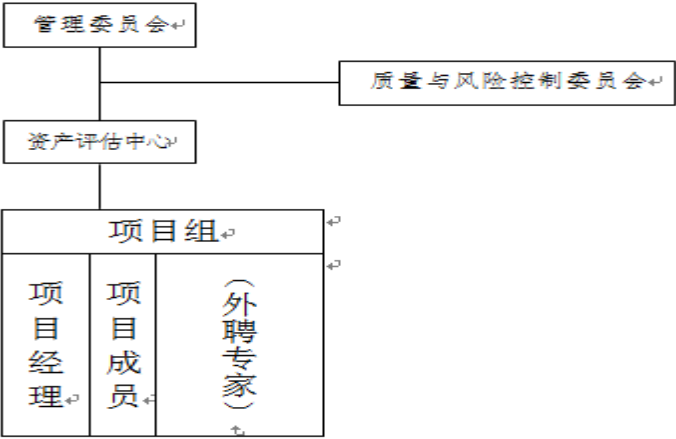 管理委员会
质量与风险控制委员会
资产评估中心
项目组
项目经理
项目成员
（外聘专家）